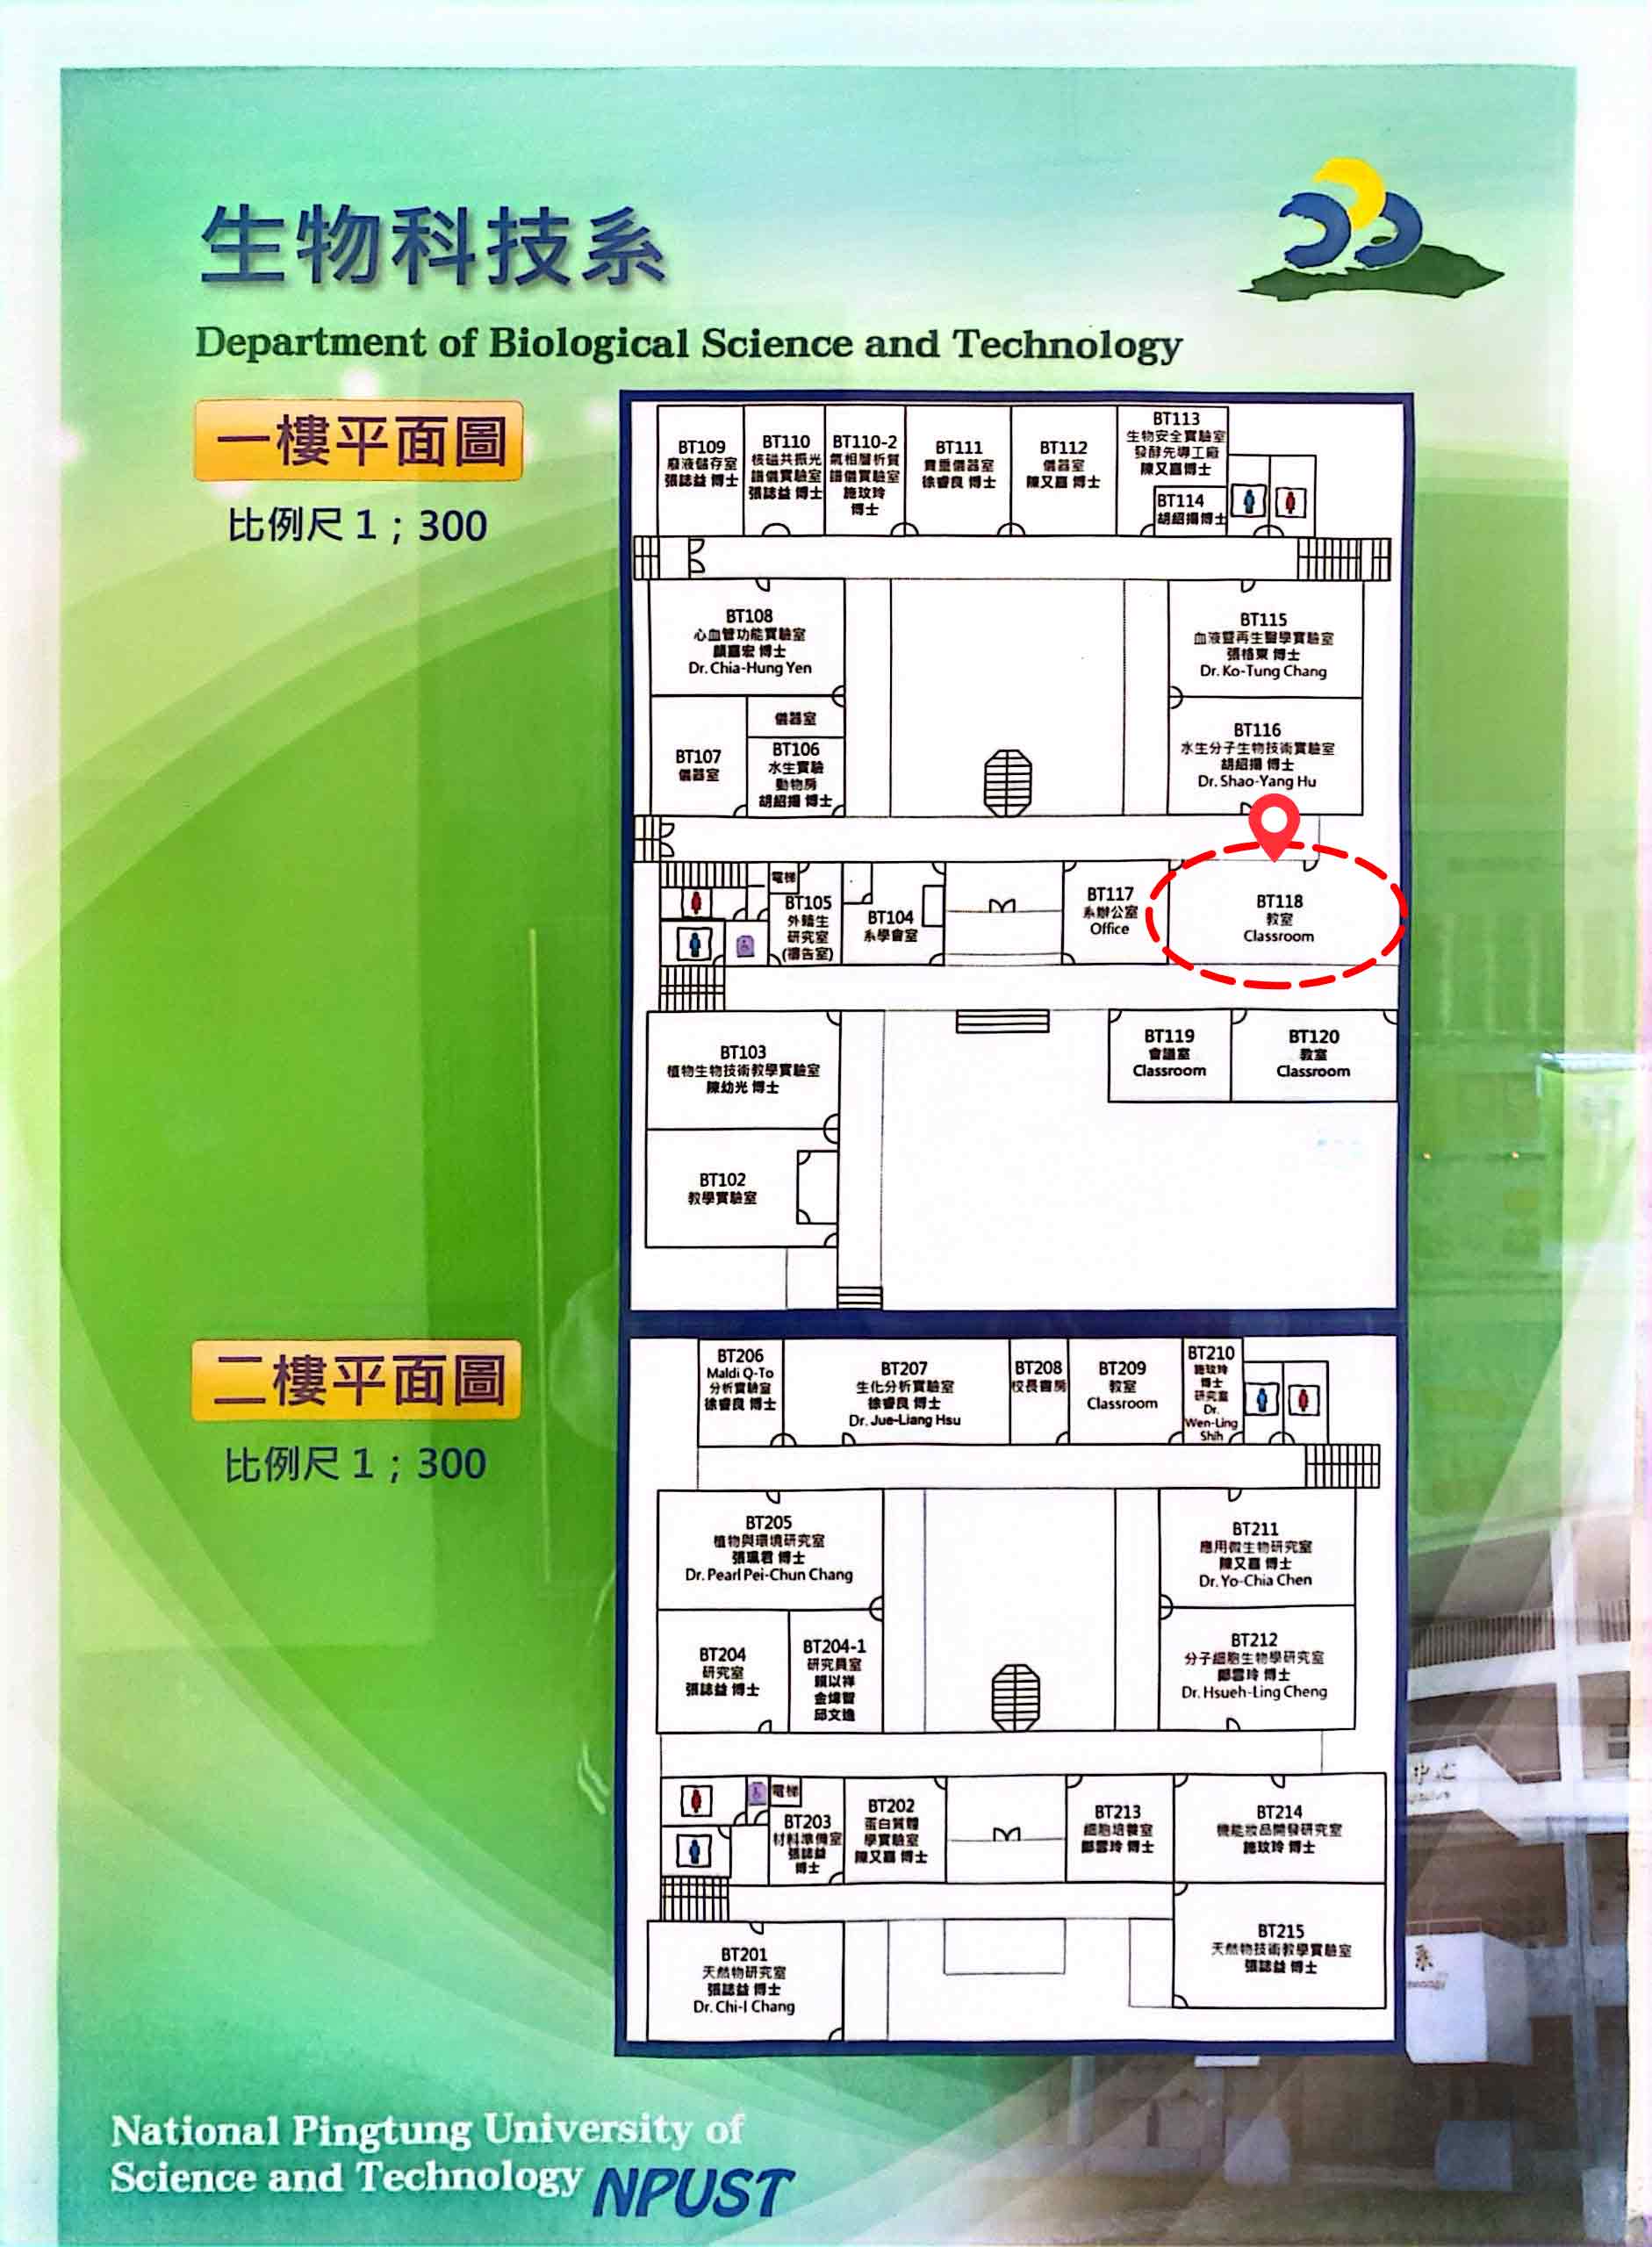 生物科技系
Department of Biological Science and Technology
一樓平面圖
比例尺 1；300
BT109
廢液儲存室
張誌益 博士
BT110
核磁共振光
譜儀實驗室
張誌益 博士
BT110-2
氣相層析質
譜儀實驗室
施玟玲
博士
BT111
貴重儀器室
徐睿良 博士
BT112
儀器室
陳又嘉 博士
BT113
生物安全實驗室
發酵先導工廠
陳又嘉博士
BT114
胡紹揚博士
BT108
心血管功能實驗室
顏嘉宏 博士
Dr. Chia-Hung Yen
BT115
血液暨再生醫學實驗室
張格東 博士
Dr. Ko-Tung Chang
BT107
儀器室
儀器室
BT106
水生實驗
動物房
胡紹揚 博士
BT116
水生分子生物技術實驗室
胡紹揚 博士
Dr. Shao-Yang Hu
電梯
BT105
外籍生
研究室
(禱告室)
BT104
系學會室
BT117
系辦公室
Office
BT118
教室
Classroom
BT103
植物生物技術教學實驗室
陳幼光 博士
BT119
會議室
Classroom
BT120
教室
Classroom
BT102
教學實驗室
二樓平面圖
比例尺 1；300
BT206
Maldi Q-To
分析實驗室
徐睿良 博士
BT207
生化分析實驗室
徐睿良 博士
Dr. Jue-Liang Hsu
BT208
校長書房
BT209
教室
Classroom
BT210
施玟玲
博士
研究室
Dr.
Wen-Ling
Shih
BT205
植物與環境研究室
張珮君 博士
Dr. Pearl Pei-Chun Chang
BT211
應用微生物研究室
陳又嘉 博士
Dr. Yo-Chia Chen
BT204
研究室
張誌益 博士
BT204-1
研究員室
賴以祥
金煒智
邱文逸
BT212
分子細胞生物學研究室
鄭雪玲 博士
Dr. Hsueh-Ling Cheng
電梯
BT203
材料準備室
張誌益
博士
BT202
蛋白質體
學實驗室
陳又嘉 博士
BT213
細胞培養室
鄭雪玲 博士
BT214
機能妝品開發研究室
施玟玲 博士
BT201
天然物研究室
張誌益 博士
Dr. Chi-I Chang
BT215
天然物技術教學實驗室
張誌益 博士
National Pingtung University of
Science and Technology NPUST